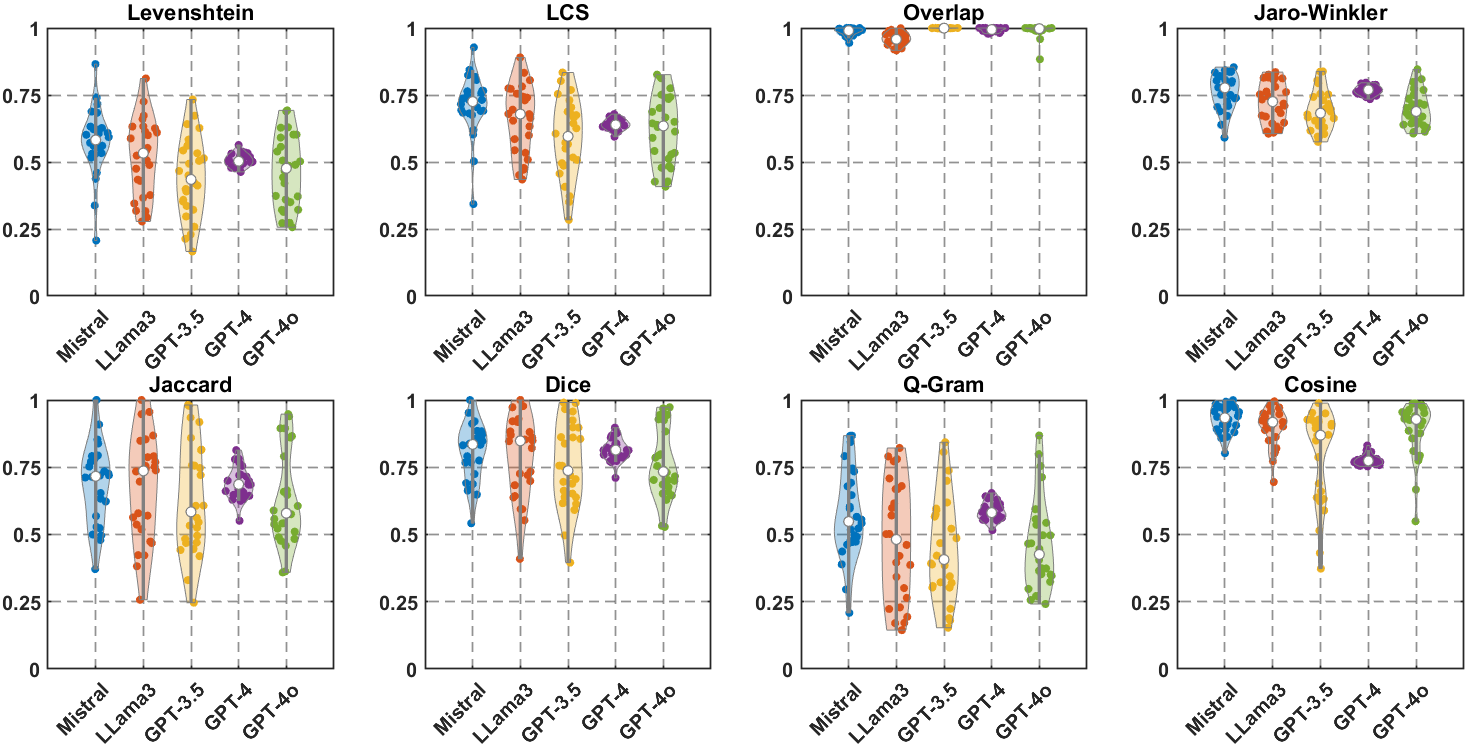 Levenshtein
1
0.75
0.5
0.25
0
Mistral
LLama3
GPT-3.5
GPT-4
GPT-4o
LCS
1
0.75
0.5
0.25
0
Mistral
LLama3
GPT-3.5
GPT-4
GPT-4o
Overlap
1
0.75
0.5
0.25
0
Mistral
LLama3
GPT-3.5
GPT-4
GPT-4o
Jaro-Winkler
1
0.75
0.5
0.25
0
Mistral
LLama3
GPT-3.5
GPT-4
GPT-4o
Jaccard
1
0.75
0.5
0.25
0
Mistral
LLama3
GPT-3.5
GPT-4
GPT-4o
Dice
1
0.75
0.5
0.25
0
Mistral
LLama3
GPT-3.5
GPT-4
GPT-4o
Q-Gram
1
0.75
0.5
0.25
0
Mistral
LLama3
GPT-3.5
GPT-4
GPT-4o
Cosine
1
0.75
0.5
0.25
0
Mistral
LLama3
GPT-3.5
GPT-4
GPT-4o